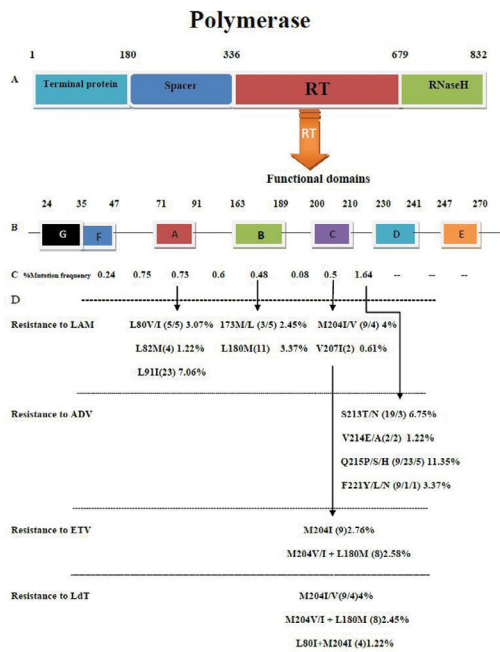 Polymerase
1 180 336 679 832
A Terminal protein Spacer RT RNaseH
RT
Functional domains
24 35 47 71 91 163 189 200 210 230 241 247 270
B G F A B C D E
C %Mutation frequency 0.24 0.75 0.73 0.6 0.48 0.08 0.5 1.64 -- -- --
D
Resistance to LAM L80V/I (5/5) 3.07% 173M/L (3/5) 2.45% M204I/V (9/4) 4%
L82M(4) 1.22% L180M(11) 3.37% V207I(2) 0.61%
L91I(23) 7.06%
Resistance to ADV S213T/N (19/3) 6.75%
V214E/A(2/2) 1.22%
Q215P/S/H (9/23/5) 11.35%
F221Y/L/N (9/1/1) 3.37%
Resistance to ETV M204I (9)2.76%
M204V/I + L180M (8)2.58%
Resistance to LdT M204I/V(9/4)4%
M204V/I + L180M (8)2.45%
L80I+M204I (4)1.22%